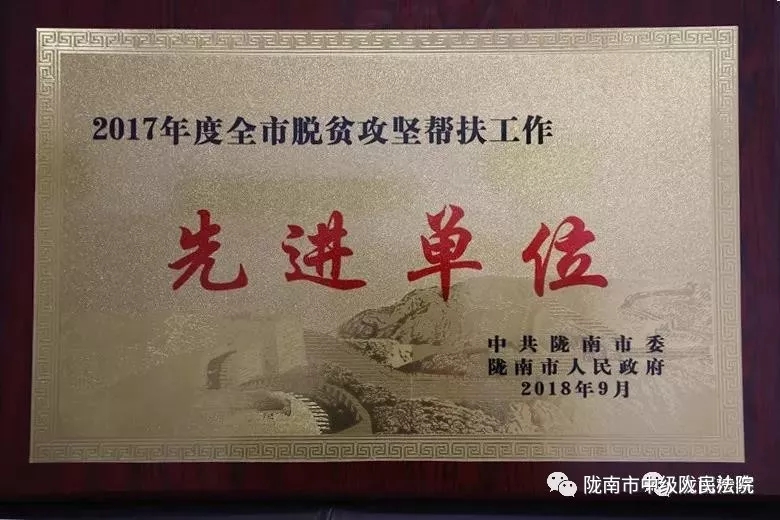 2017年度全市脱贫攻坚帮扶工作
先进单位
中共陇南市委
陇南市人民政府
2018年9月